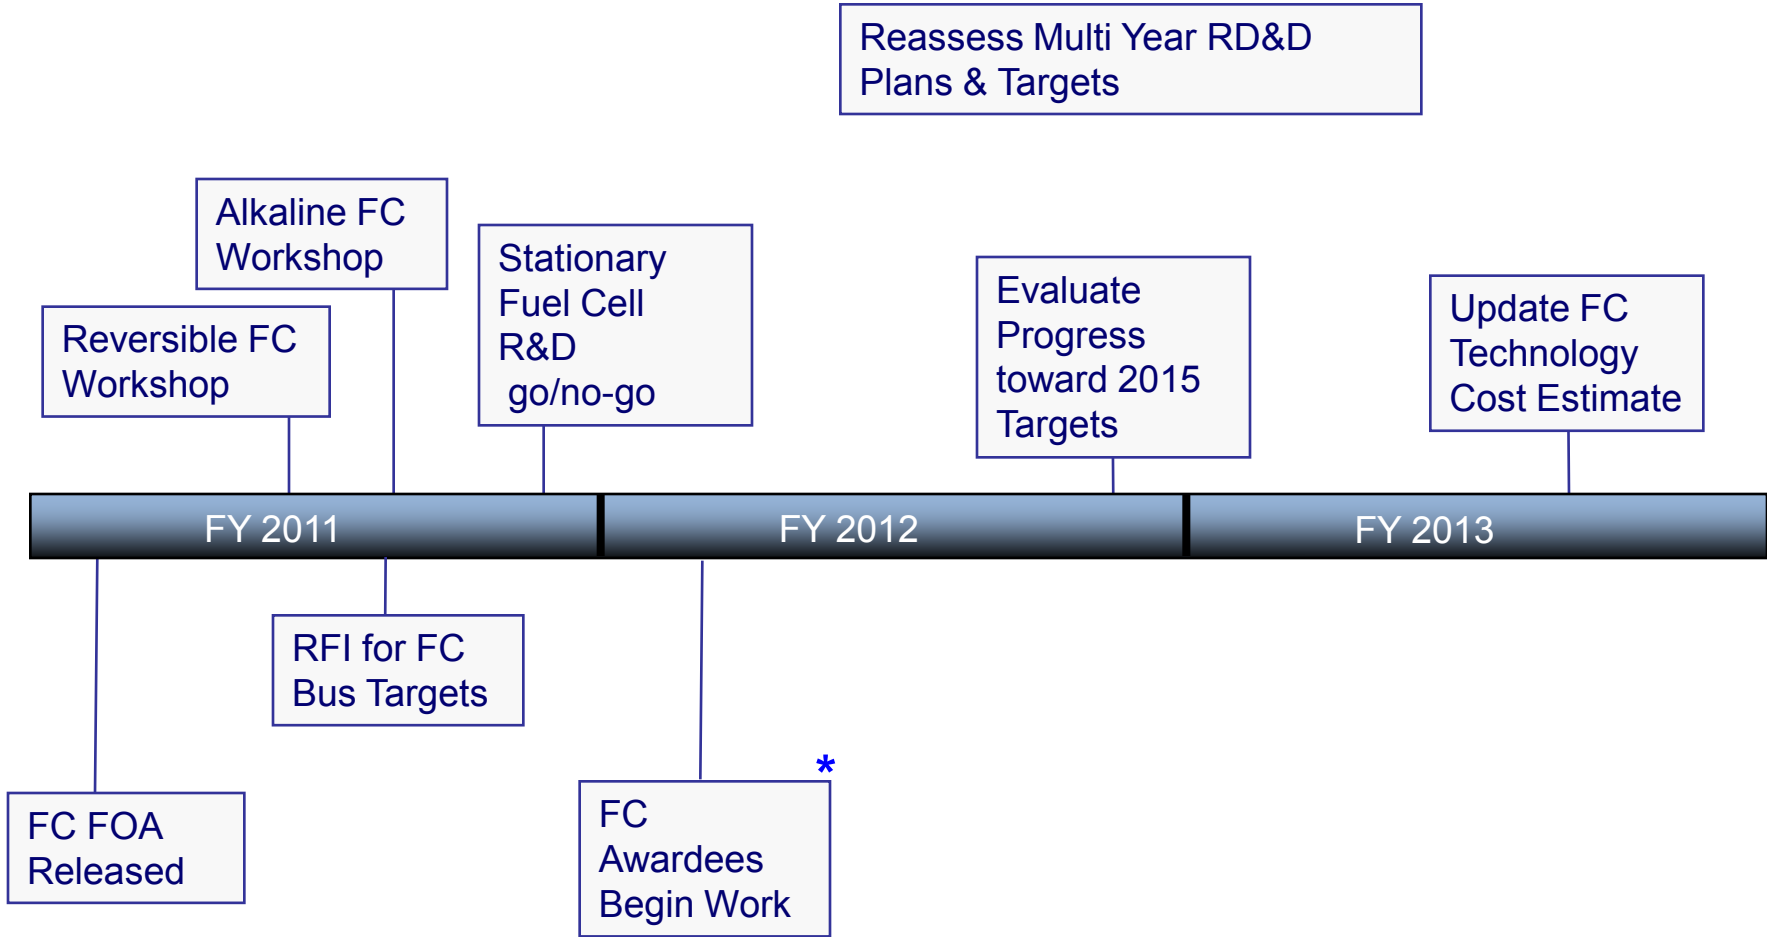 Reassess Multi Year RD&D
Plans & Targets
Alkaline FC
Workshop
Reversible FC
Workshop
Stationary
Fuel Cell
R&D
go/no-go
Evaluate
Progress
toward 2015
Targets
Update FC
Technology
Cost Estimate
FY 2011
FY 2012
FY 2013
RFI for FC
Bus Targets
FC FOA
Released
*
FC
Awardees
Begin Work